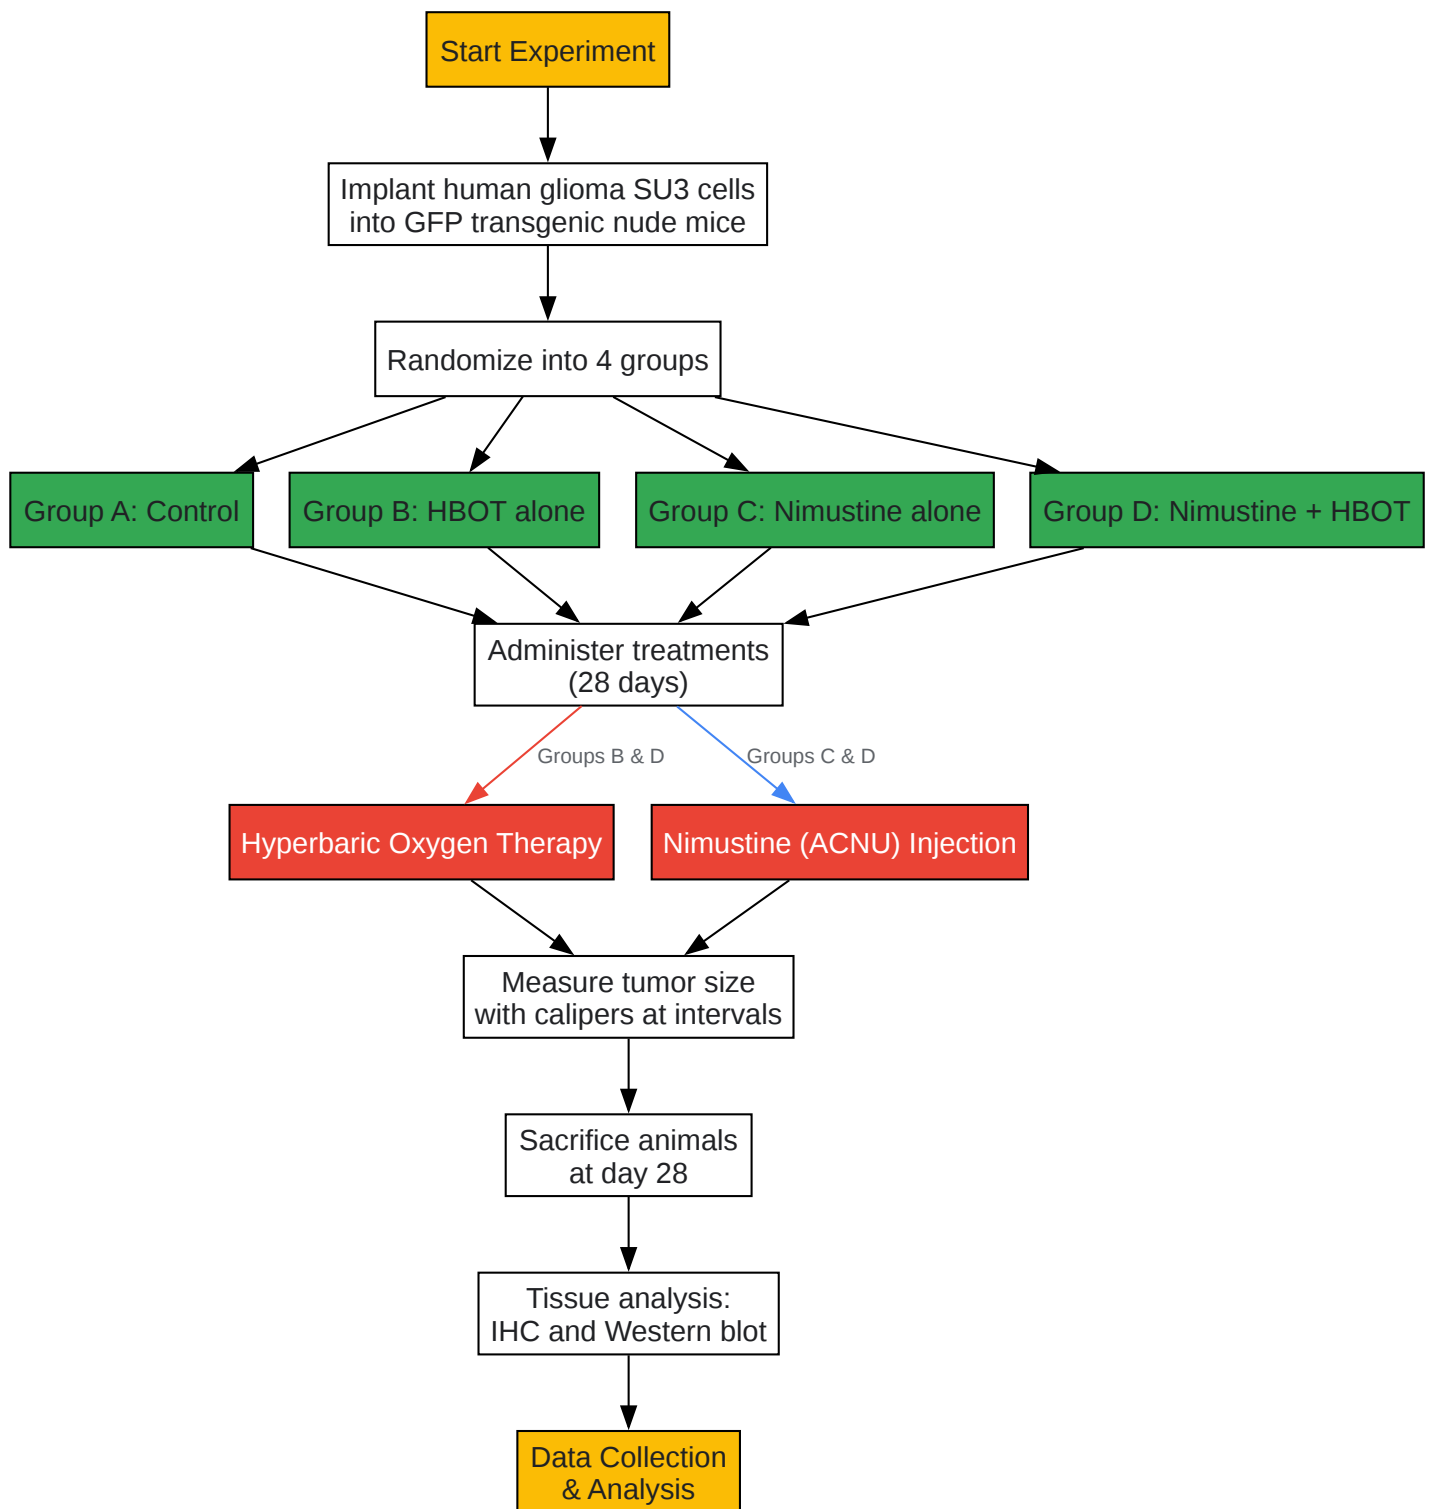 Start Experiment
Implant human glioma SU3 cells
into GFP transgenic nude mice
Randomize into 4 groups
Group A: Control
Group B: HBOT alone
Group C: Nimustine alone
Group D: Nimustine + HBOT
Administer treatments
(28 days)
Groups B & D
Groups C & D
Hyperbaric Oxygen Therapy
Nimustine (ACNU) Injection
Measure tumor size
with calipers at intervals
Sacrifice animals
at day 28
Tissue analysis:
IHC and Western blot
Data Collection
& Analysis